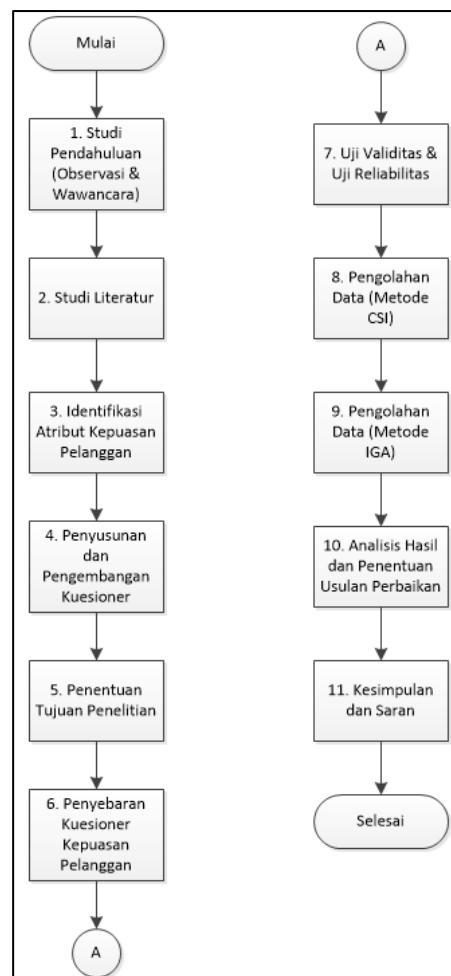 Mulai
1. Studi
Pendahuluan
(Observasi &
Wawancara)
2. Studi Literatur
3. Identifikasi
Atribut Kepuasan
Pelanggan
4. Penyusunan
dan
Pengembangan
Kuesioner
5. Penentuan
Tujuan Penelitian
6. Penyebaran
Kuesioner
Kepuasan
Pelanggan
A
A
7. Uji Validitas &
Uji Reliabilitas
8. Pengolahan
Data (Metode
CSI)
9. Pengolahan
Data (Metode
IGA)
10. Analisis Hasil
dan Penentuan
Usulan Perbaikan
11. Kesimpulan
dan Saran
Selesai